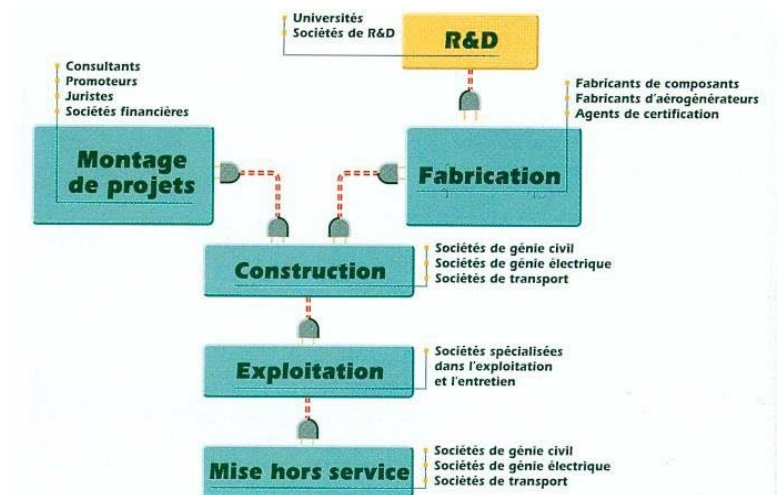 Universités
Sociétés de R&D
R&D
Consultants
Promoteurs
Juristes
Sociétés financières
Montage
de projets
Fabricants de composants
Fabricants d'aérogénérateurs
Agents de certification
Fabrication
Construction
Sociétés de génie civil
Sociétés de génie électrique
Sociétés de transport
Exploitation
Sociétés spécialisées
dans l'exploitation
et l'entretien
Mise hors service
Sociétés de génie civil
Sociétés de génie électrique
Sociétés de transport